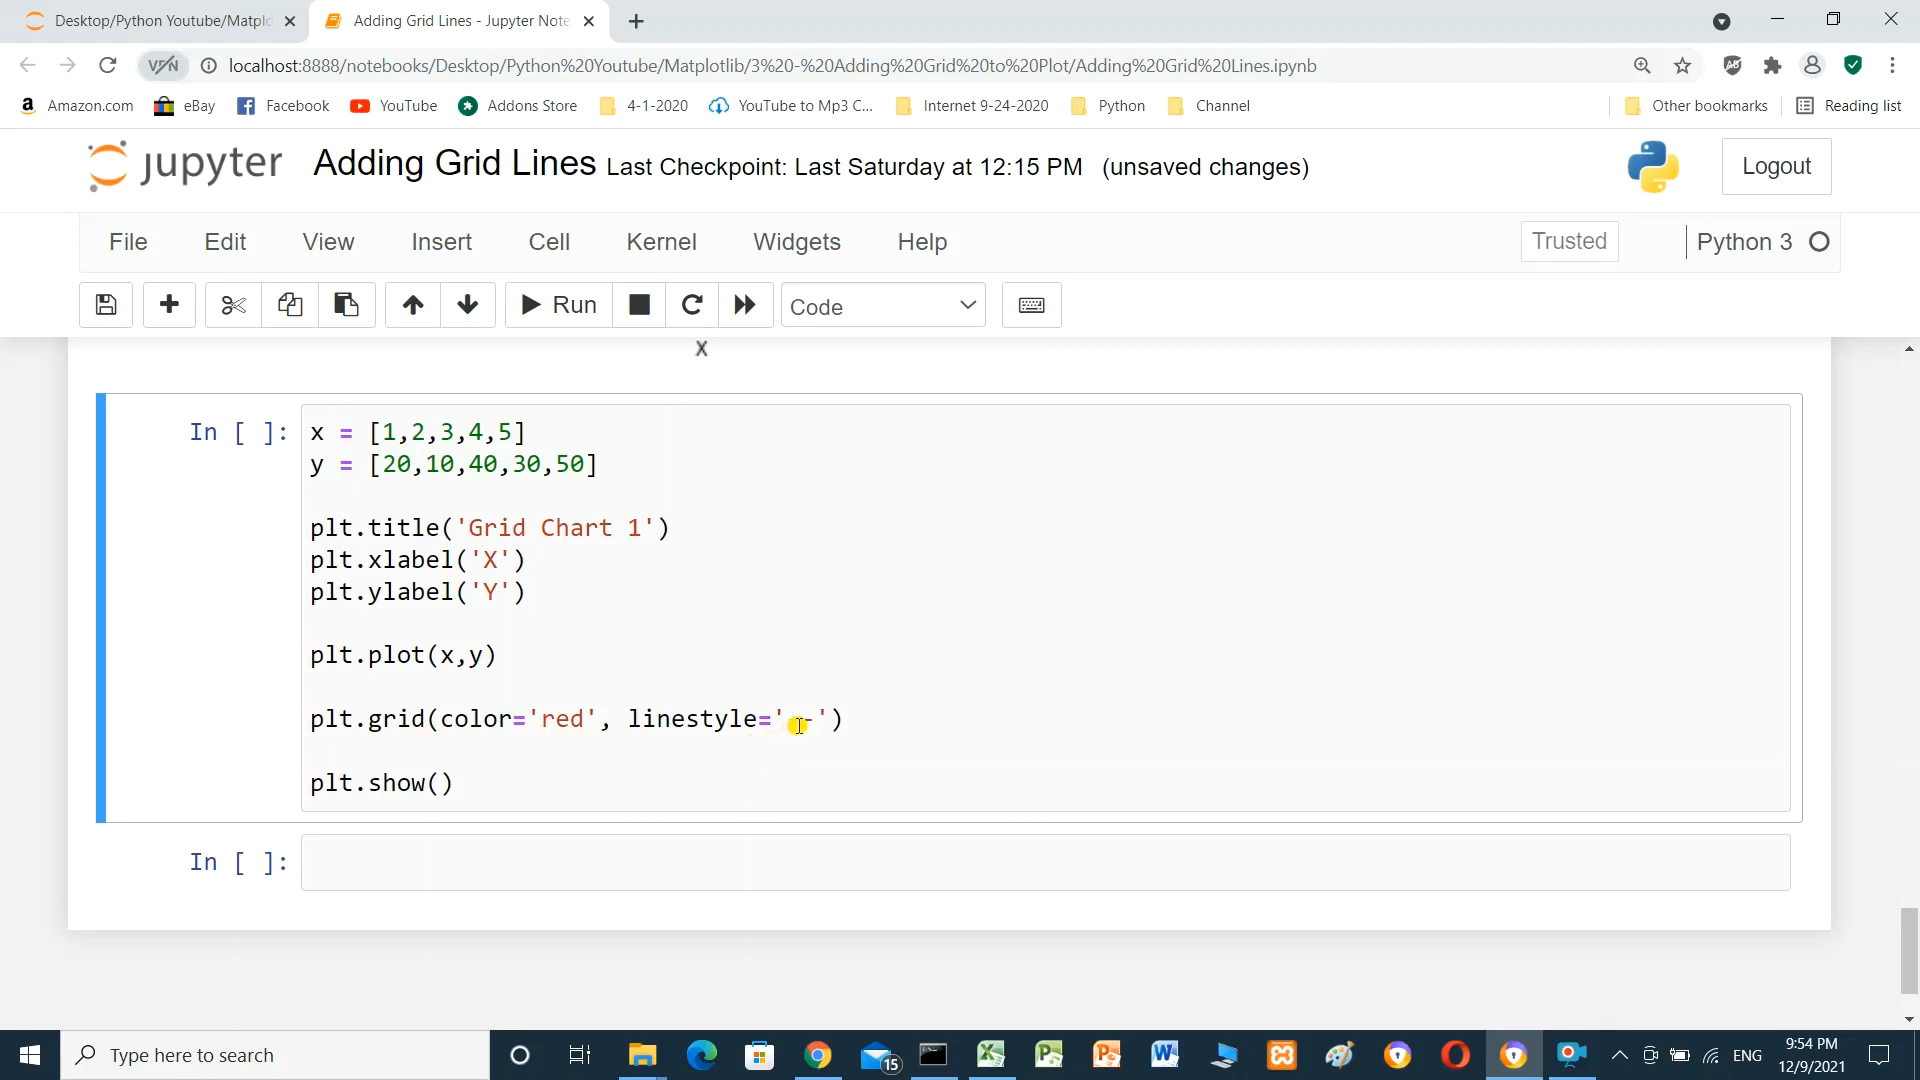 Desktop/Python Youtube/Matplo
Adding Grid Lines - Jupyter Note
VPN
localhost:8888/notebooks/Desktop/Python%20Youtube/Matplotlib/3%20-%20Adding%20Grid%20to%20Plot/Adding%20Grid%20Lines.ipynb
Amazon.com
eBay
Facebook
YouTube
Addons Store
4-1-2020
YouTube to Mp3 C...
Internet 9-24-2020
Python
Channel
Other bookmarks
Reading list
jupyter
Adding Grid Lines Last Checkpoint: Last Saturday at 12:15 PM (unsaved changes)
Logout
File
Edit
View
Insert
Cell
Kernel
Widgets
Help
Trusted
Python 3
Run
Code
X
In [ ]:
x = [1,2,3,4,5]
y = [20,10,40,30,50]
plt.title('Grid Chart 1')
plt.xlabel('X')
plt.ylabel('Y')
plt.plot(x,y)
plt.grid(color='red', linestyle=' -')
plt.show()
In [ ]:
Type here to search
15
ENG
9:54 PM
12/9/2021